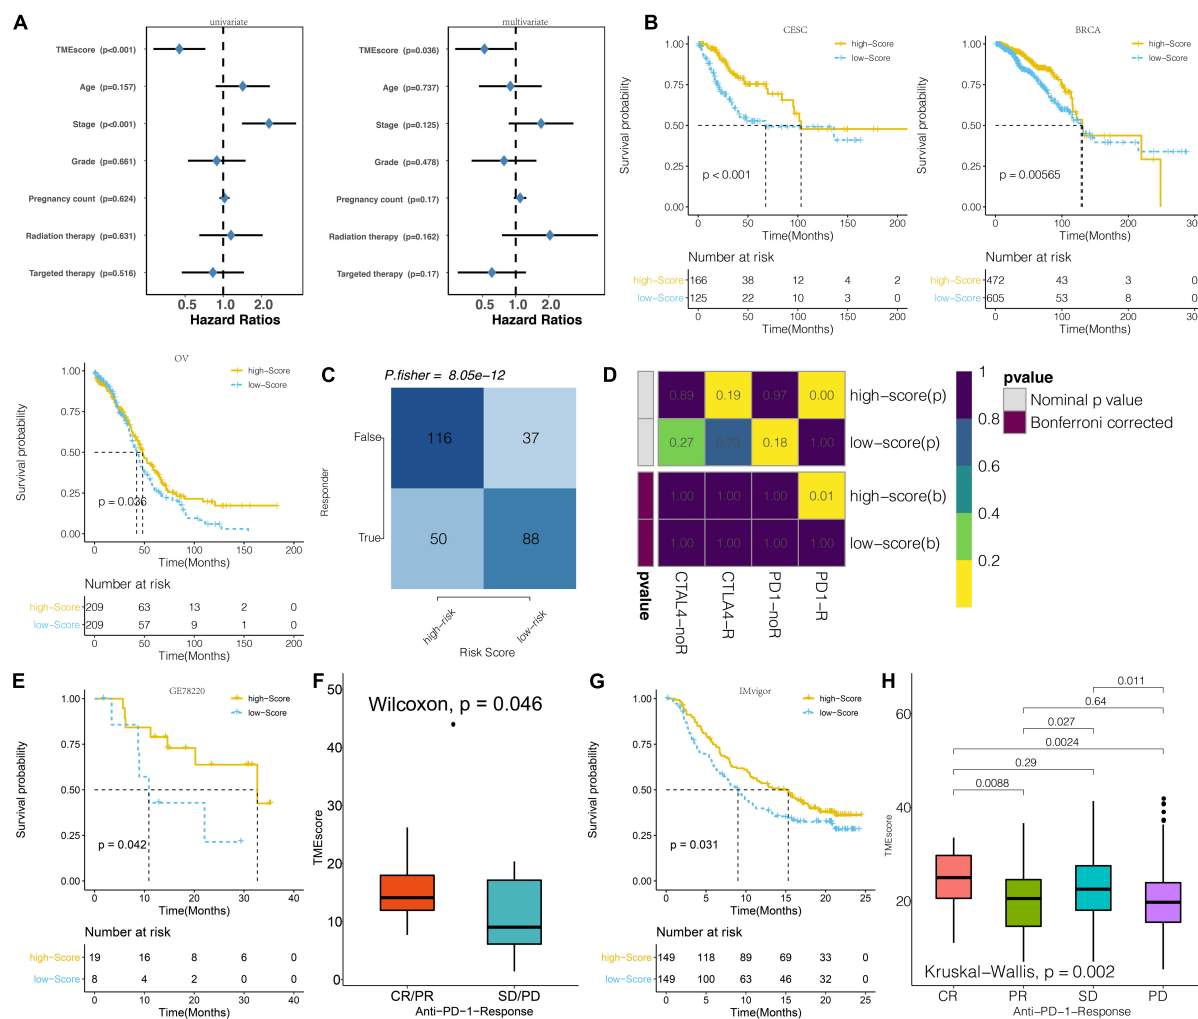 A
univariate
TMEscore (p<0.001)
Age (p=0.157)
Stage (p<0.001)
Grade (p=0.661)
Pregnancy count (p=0.624)
Radiation therapy (p=0.631)
Targeted therapy (p=0.516)
0.5 1.0 2.0
Hazard Ratios
multivariate
TMEscore (p=0.036)
Age (p=0.737)
Stage (p=0.125)
Grade (p=0.478)
Pregnancy count (p=0.17)
Radiation therapy (p=0.162)
Targeted therapy (p=0.17)
0.5 1.0 2.0
Hazard Ratios
B
CESC
high-Score
low-Score
Survival probability
1.00
0.75
0.50
0.25
0.00
p < 0.001
0 50 100 150 200
Time(Months)
Number at risk
high-Score 166 38 12 4 2
low-Score 125 22 10 3 0
0 50 100 150 200
Time(Months)
BRCA
high-Score
low-Score
Survival probability
1.00
0.75
0.50
0.25
0.00
p = 0.00565
0 100 200 30
Time(Months)
Number at risk
high-Score 472 43 3 0
low-Score 605 53 8 0
0 100 200 30
Time(Months)
OV
high-Score
low-Score
Survival probability
1.00
0.75
0.50
0.25
0.00
p = 0.036
0 50 100 150 200
Time(Months)
Number at risk
high-Score 209 63 13 2 0
low-Score 209 57 9 1 0
0 50 100 150 200
Time(Months)
C
P.fisher = 8.05e-12
Responder
False
True
116 37
50 88
high-risk low-risk
Risk Score
D
0.89 0.19 0.97 0.00 high-score(p)
0.27 0.73 0.18 1.00 low-score(p)
1.00 1.00 1.00 0.01 high-score(b)
1.00 1.00 1.00 1.00 low-score(b)
pvalue
CTAL4-noR
CTLA4-R
PD1-noR
PD1-R
1
0.8
0.6
0.4
0.2
pvalue
Nominal p value
Bonferroni corrected
E
GE78220
high-Score
low-Score
Survival probability
1.00
0.75
0.50
0.25
0.00
p = 0.042
0 10 20 30 40
Time(Months)
Number at risk
high-Score 19 16 8 6 0
low-Score 8 4 2 0 0
0 10 20 30 40
Time(Months)
F
Wilcoxon, p = 0.046
TMEscore
50
40
30
20
10
0
CR/PR SD/PD
Anti-PD-1-Response
G
IMvigor
high-Score
low-Score
Survival probability
1.00
0.75
0.50
0.25
0.00
p = 0.031
0 5 10 15 20 25
Time(Months)
Number at risk
high-Score 149 118 89 69 33 0
low-Score 149 100 63 46 32 0
0 5 10 15 20 25
Time(Months)
H
0.011
0.64
0.027
0.0024
0.29
0.0088
TMEscore
60
40
20
Kruskal-Wallis, p = 0.002
CR PR SD PD
Anti-PD-1-Response